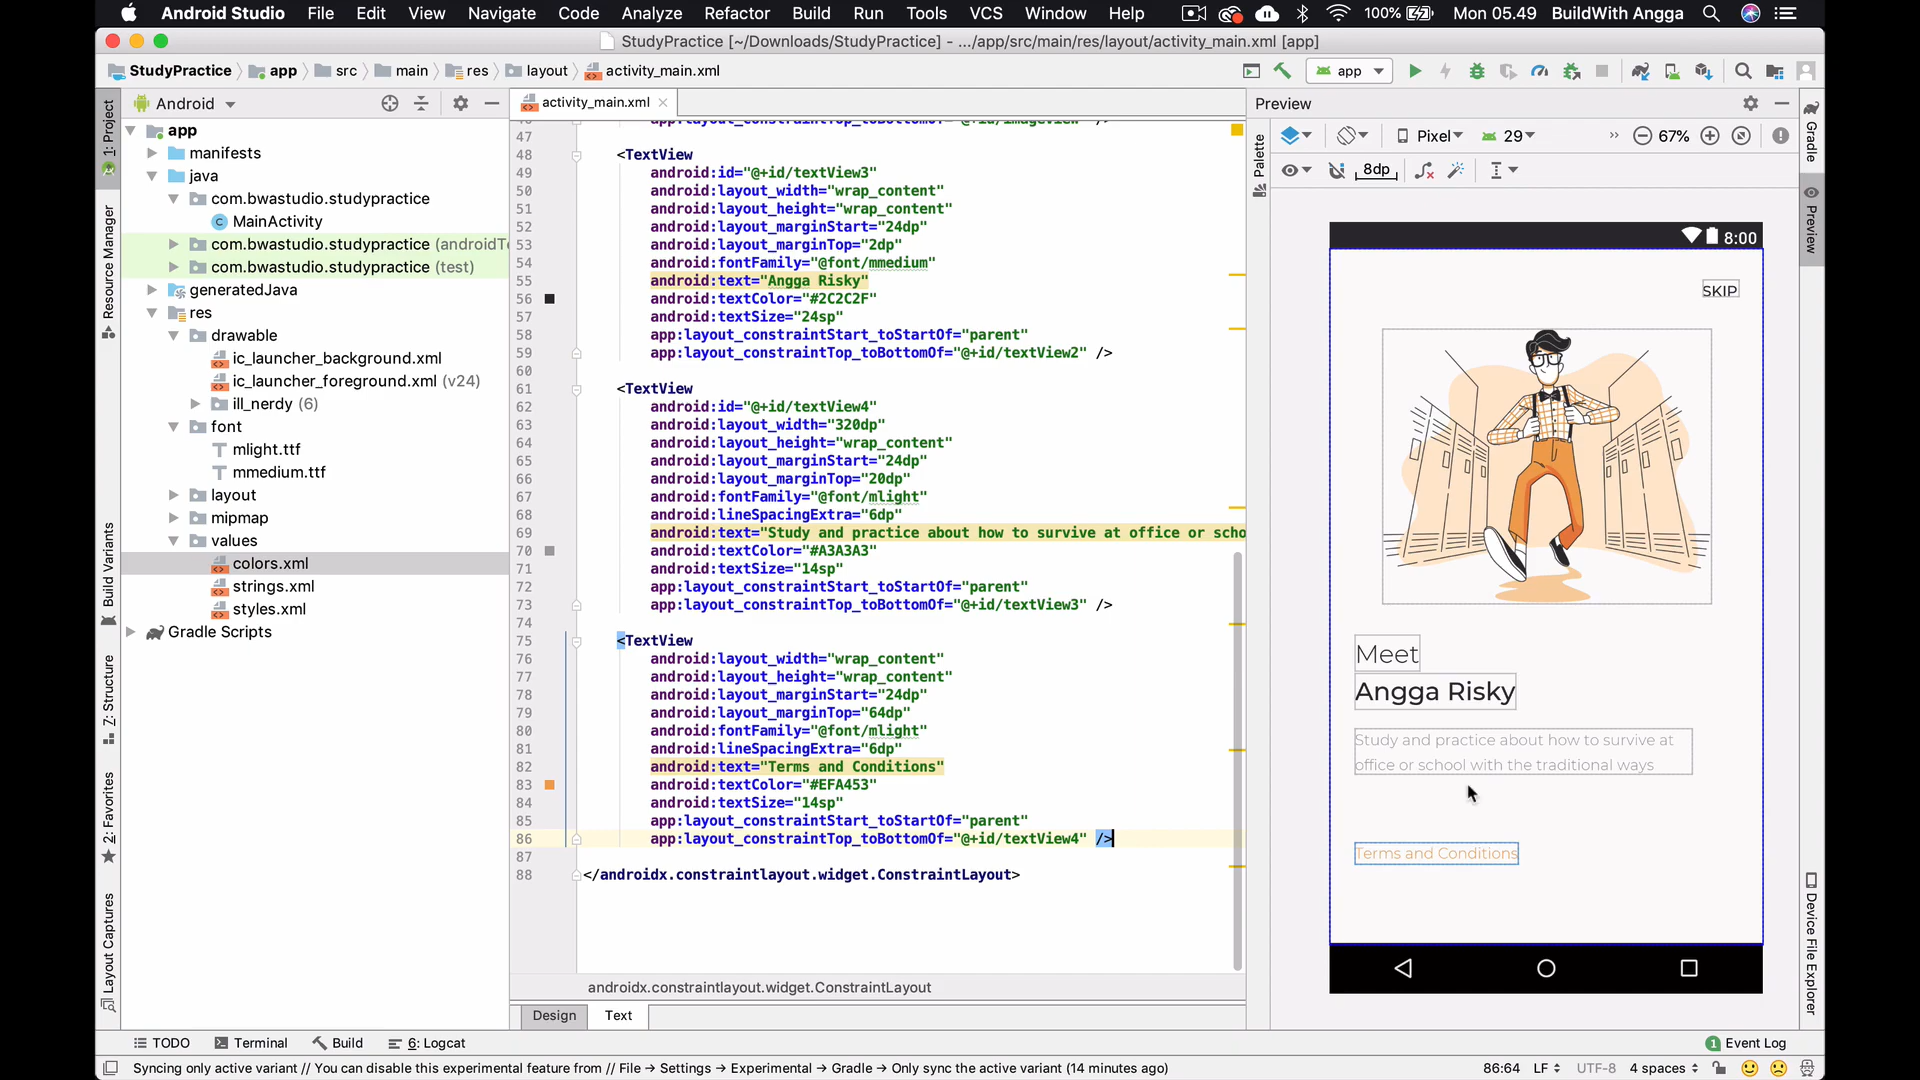 Android Studio File Edit View Navigate Code Analyze Refactor Build Run Tools VCS Window Help 100% Mon 05.49 BuildWith Angga
StudyPractice [~/Downloads/StudyPractice] - .../app/src/main/res/layout/activity_main.xml [app]
StudyPractice app src main res layout activity_main.xml app
Android
activity_main.xml
Preview
1: Project
Resource Manager
Build Variants
Z: Structure
2: Favorites
Layout Captures
app
manifests
java
com.bwastudio.studypractice
MainActivity
com.bwastudio.studypractice (androidTe
com.bwastudio.studypractice (test)
generatedJava
res
drawable
ic_launcher_background.xml
ic_launcher_foreground.xml (v24)
ill_nerdy (6)
font
mlight.ttf
mmedium.ttf
layout
mipmap
values
colors.xml
strings.xml
styles.xml
Gradle Scripts
app:layout_constraintTop_toBottomOf="@+id/imageView" />
47
48 <TextView
49 android:id="@+id/textView3"
50 android:layout_width="wrap_content"
51 android:layout_height="wrap_content"
52 android:layout_marginStart="24dp"
53 android:layout_marginTop="2dp"
54 android:fontFamily="@font/mmedium"
55 android:text="Angga Risky"
56 android:textColor="#2C2C2F"
57 android:textSize="24sp"
58 app:layout_constraintStart_toStartOf="parent"
59 app:layout_constraintTop_toBottomOf="@+id/textView2" />
60
61 <TextView
62 android:id="@+id/textView4"
63 android:layout_width="320dp"
64 android:layout_height="wrap_content"
65 android:layout_marginStart="24dp"
66 android:layout_marginTop="20dp"
67 android:fontFamily="@font/mlight"
68 android:lineSpacingExtra="6dp"
69 android:text="Study and practice about how to survive at office or scho
70 android:textColor="#A3A3A3"
71 android:textSize="14sp"
72 app:layout_constraintStart_toStartOf="parent"
73 app:layout_constraintTop_toBottomOf="@+id/textView3" />
74
75 <TextView
76 android:layout_width="wrap_content"
77 android:layout_height="wrap_content"
78 android:layout_marginStart="24dp"
79 android:layout_marginTop="64dp"
80 android:fontFamily="@font/mlight"
81 android:lineSpacingExtra="6dp"
82 android:text="Terms and Conditions"
83 android:textColor="#EFA453"
84 android:textSize="14sp"
85 app:layout_constraintStart_toStartOf="parent"
86 app:layout_constraintTop_toBottomOf="@+id/textView4" />
87
88 </androidx.constraintlayout.widget.ConstraintLayout>
androidx.constraintlayout.widget.ConstraintLayout
Design Text
Palette
Pixel 29 67%
8dp
8:00
SKIP
Meet
Angga Risky
Study and practice about how to survive at
office or school with the traditional ways
Terms and Conditions
Gradle
Preview
Device File Explorer
TODO Terminal Build 6: Logcat 1 Event Log
Syncing only active variant // You can disable this experimental feature from // File → Settings → Experimental → Gradle → Only sync the active variant (14 minutes ago) 86:64 LF UTF-8 4 spaces